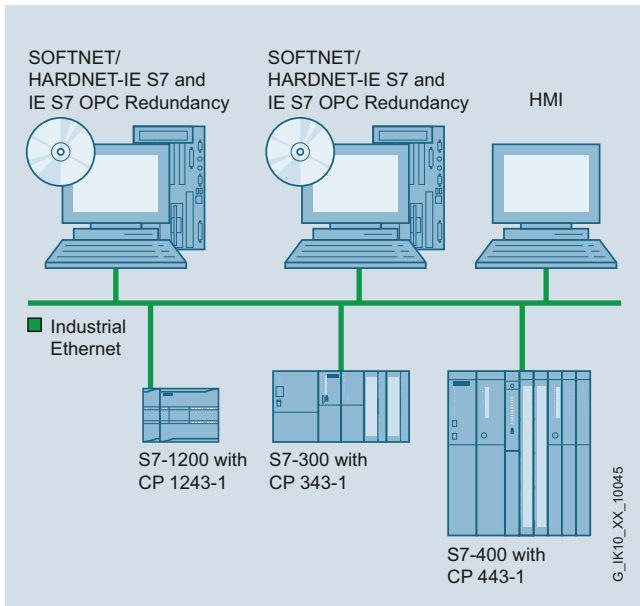 SOFTNET/
HARDNET-IE S7 and
IE S7 OPC Redundancy
SOFTNET/
HARDNET-IE S7 and
IE S7 OPC Redundancy
HMI
Industrial
Ethernet
S7-1200 with
CP 1243-1
S7-300 with
CP 343-1
S7-400 with
CP 443-1
G_IK10_XX_10045